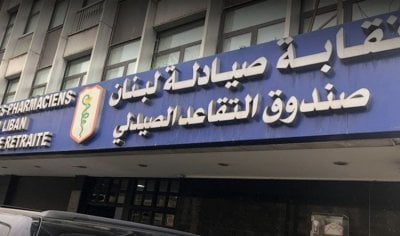 نقابة صيادلة لبنان
صندوق التقاعد الصيدلي
PHARMACIENS
LIBAN
RETRAITE